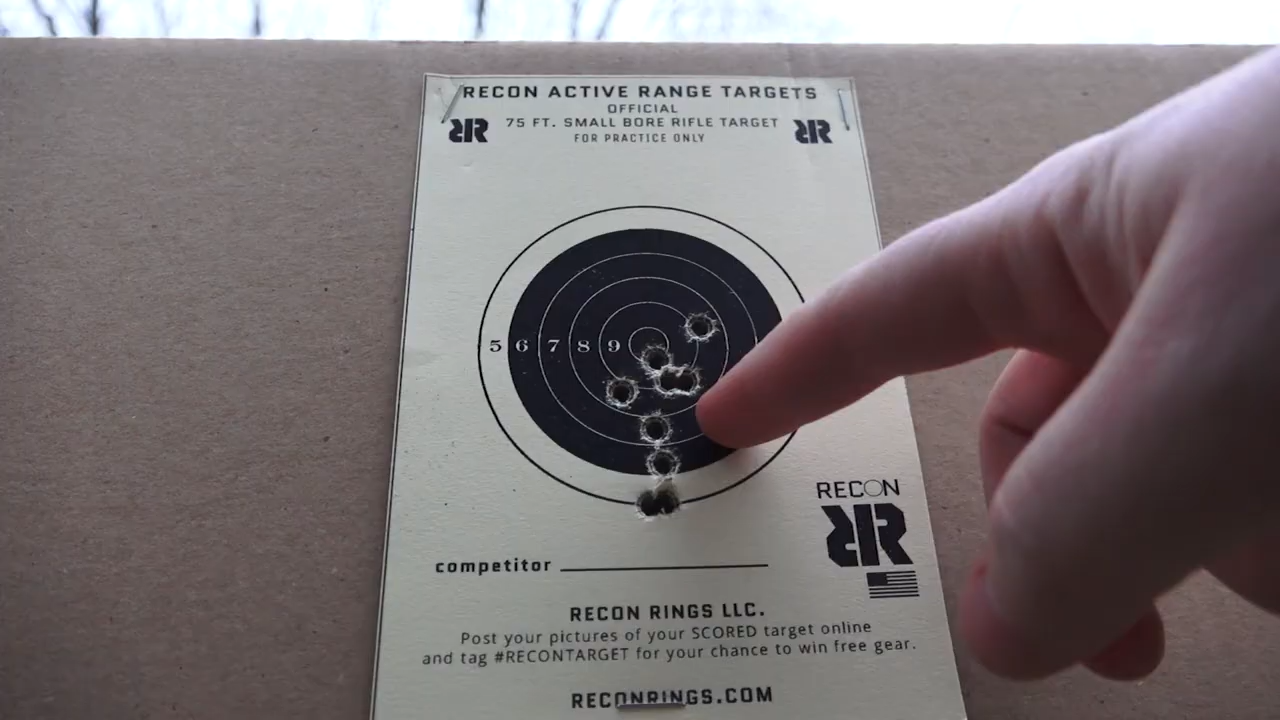 RECON ACTIVE RANGE TARGETS
OFFICIAL
75 FT. SMALL BORE RIFLE TARGET
FOR PRACTICE ONLY
5 6 7 8 9
RECON
competitor
RECON RINGS LLC.
Post your pictures of your SCORED target online
and tag #RECONTARGET for your chance to win free gear.
RECONRINGS.COM